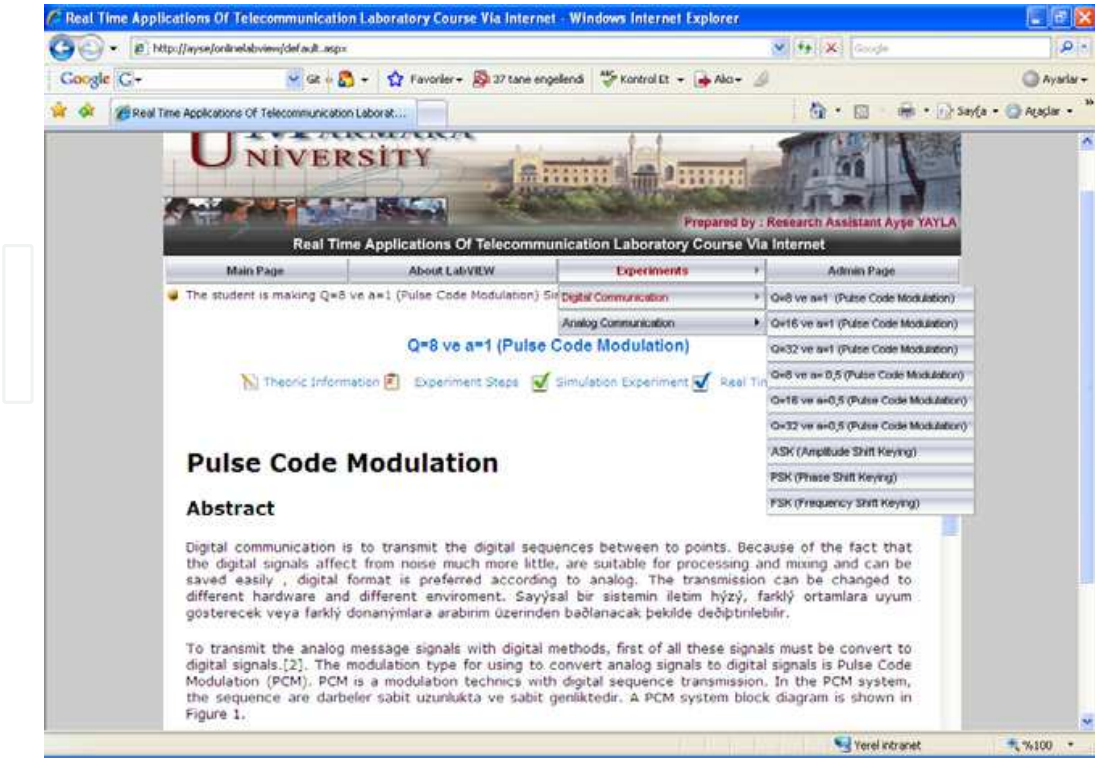 Real Time Applications Of Telecommunication Laboratory Course Via Internet - Windows Internet Explorer
http://ayse/onlinelabview/default.aspx
Google
Google G
Git
Favoriler
37 tane engellendi
Kontrol Et
Ayarlar
Real Time Applications Of Telecommunication Laborat...
Sayfa
Araçlar
MARMARA
UNİVERSİTY
Prepared by : Research Assistant Ayşe YAYLA
Real Time Applications Of Telecommunication Laboratory Course Via Internet
Main Page
About LabVIEW
Experiments
Admin Page
The student is making Q=8 ve a=1 (Pulse Code Modulation) Si
Digital Communication
Analog Communication
Q=8 ve a=1 (Pulse Code Modulation)
Q=16 ve a=1 (Pulse Code Modulation)
Q=32 ve a=1 (Pulse Code Modulation)
Q=8 ve a= 0,5 (Pulse Code Modulation)
Q=16 ve a=0,5 (Pulse Code Modulation)
Q=32 ve a=0,5 (Pulse Code Modulation)
ASK (Amplitude Shift Keying)
PSK (Phase Shift Keying)
FSK (Frequency Shift Keying)
Q=8 ve a=1 (Pulse Code Modulation)
Theoric Information Experiment Steps Simulation Experiment Real Tin
Pulse Code Modulation
Abstract
Digital communication is to transmit the digital sequences between to points. Because of the fact that
the digital signals affect from noise much more little, are suitable for processing and mixing and can be
saved easily , digital format is preferred according to analog. The transmission can be changed to
different hardware and different enviroment. Sayýsal bir sistemin iletim hýzý, farklý ortamlara uyum
gosterecek veya farklý donanýmlara arabirim üzerinden baðlanacak þekilde deðiþtirilebilir.
To transmit the analog message signals with digital methods, first of all these signals must be convert to
digital signals.[2]. The modulation type for using to convert analog signals to digital signals is Pulse Code
Modulation (PCM). PCM is a modulation technics with digital sequence transmission. In the PCM system,
the sequence are darbeler sabit uzunlukta ve sabit genliktedir. A PCM system block diagram is shown in
Figure 1.
Yerel intranet
%100